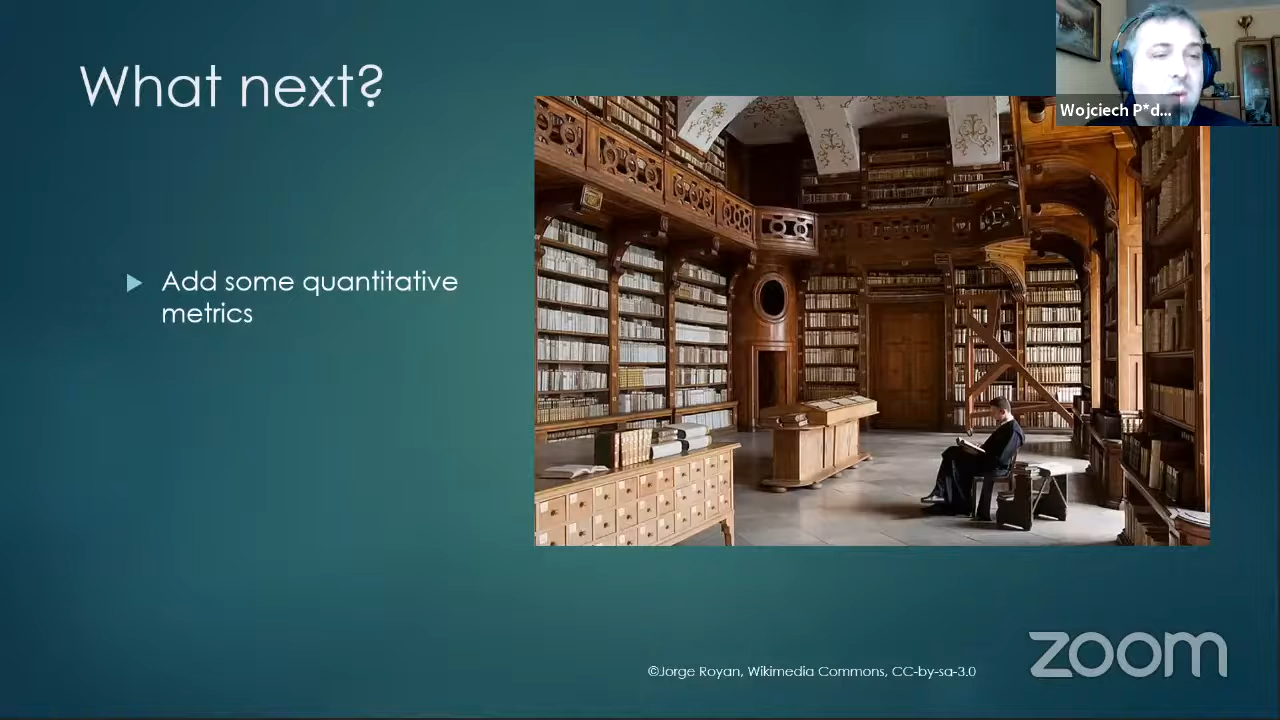 What next?
Wojciech P*d...
Add some quantitative
metrics
©Jorge Royan, Wikimedia Commons, CC-by-sa-3.0
zoom